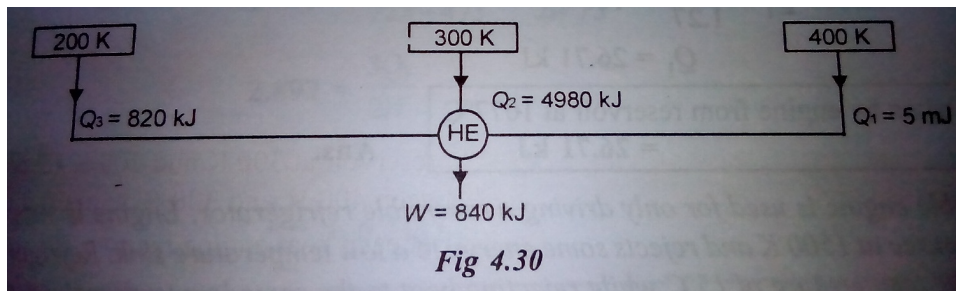 200 K
300 K
400 K
Q3 = 820 kJ
Q2 = 4980 kJ
Q1 = 5 mJ
HE
W = 840 kJ
Fig 4.30